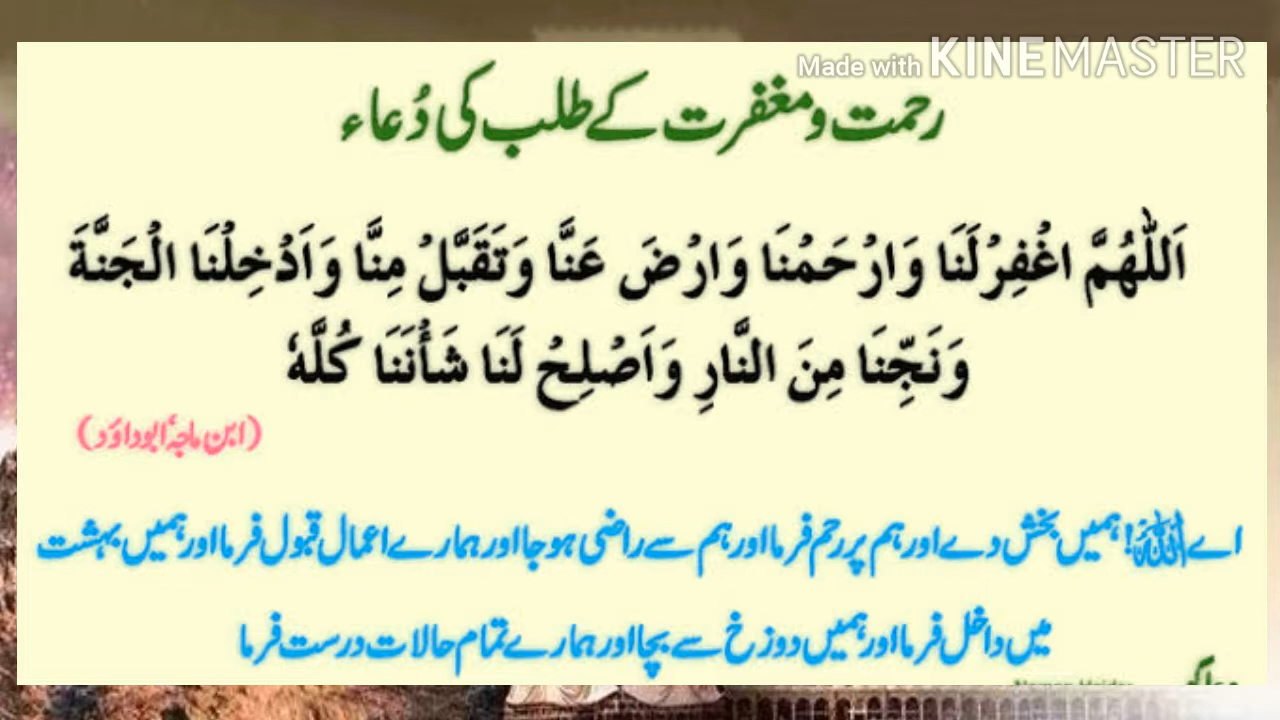 Made with KINEMASTER
رحمت و مغفرت کے طلب کی دُعاء
اَللّٰهُمَّ اغْفِرْلَنَا وَارْحَمْنَا وَارْضَ عَنَّا وَتَقَبَّلْ مِنَّا وَاَدْخِلْنَا الْجَنَّةَ
وَنَجِّنَا مِنَ النَّارِ وَاَصْلِحْ لَنَا شَأْنَنَا كُلَّهٗ
(ابن ماجہ، ابوداؤد)
اے اللہ! ہمیں بخش دے اور ہم پر رحم فرما اور ہم سے راضی ہوجا اور ہمارے اعمال قبول فرما اور ہمیں بہشت
میں داخل فرما اور ہمیں دوزخ سے بچا اور ہمارے تمام حالات درست فرما